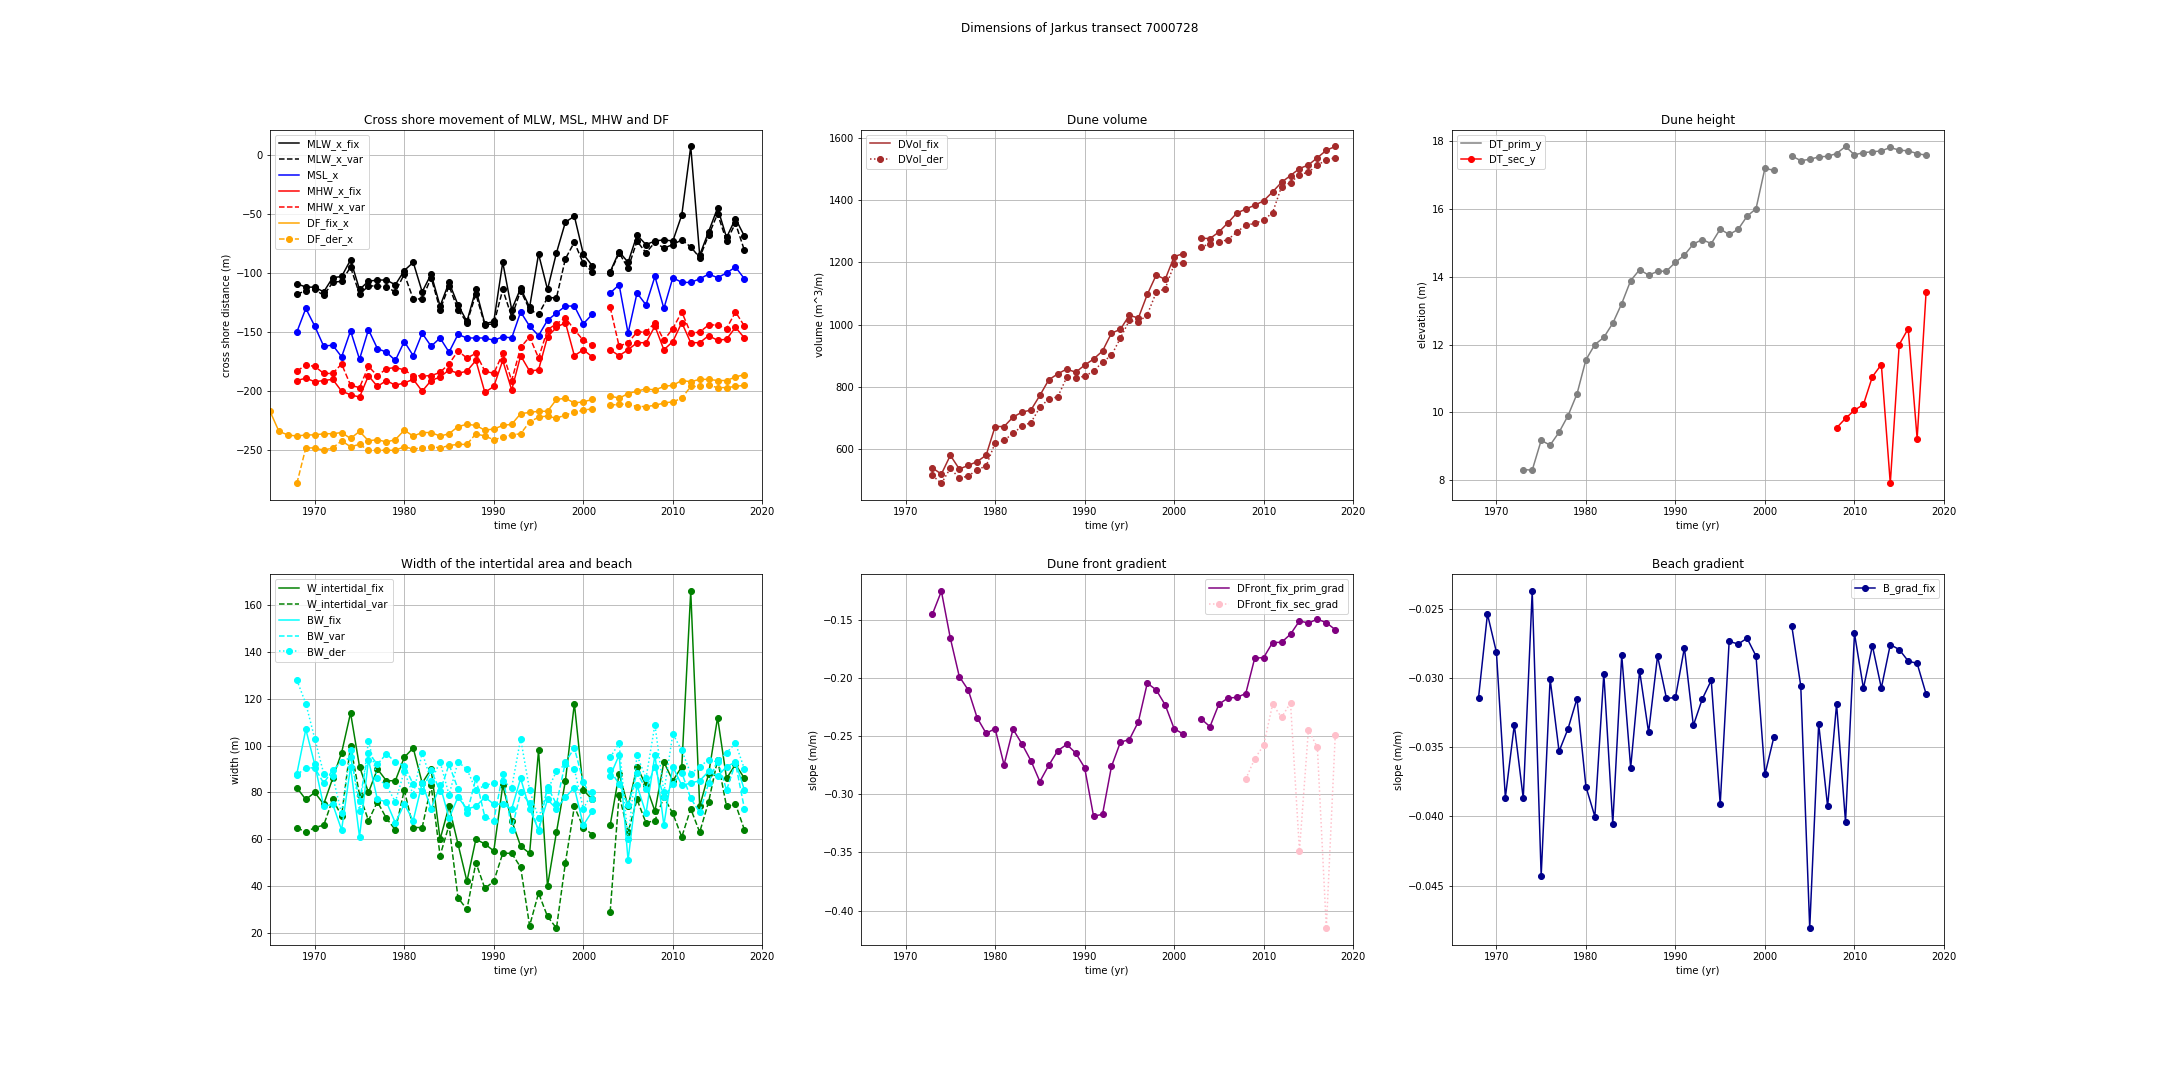 Dimensions of Jarkus transect 7000728
Cross shore movement of MLW, MSL, MHW and DF
MLW_x_fix
MLW_x_var
MSL_x
MHW_x_fix
MHW_x_var
DF_fix_x
DF_der_x
cross shore distance (m)
0
−50
−100
−150
−200
−250
1970 1980 1990 2000 2010 2020
time (yr)
Dune volume
DVol_fix
DVol_der
volume (m^3/m)
1600
1400
1200
1000
800
600
1970 1980 1990 2000 2010 2020
time (yr)
Dune height
DT_prim_y
DT_sec_y
elevation (m)
18
16
14
12
10
8
1970 1980 1990 2000 2010 2020
time (yr)
Width of the intertidal area and beach
W_intertidal_fix
W_intertidal_var
BW_fix
BW_var
BW_der
width (m)
160
140
120
100
80
60
40
20
1970 1980 1990 2000 2010 2020
time (yr)
Dune front gradient
DFront_fix_prim_grad
DFront_fix_sec_grad
slope (m/m)
−0.15
−0.20
−0.25
−0.30
−0.35
−0.40
1970 1980 1990 2000 2010 2020
time (yr)
Beach gradient
B_grad_fix
slope (m/m)
−0.025
−0.030
−0.035
−0.040
−0.045
1970 1980 1990 2000 2010 2020
time (yr)